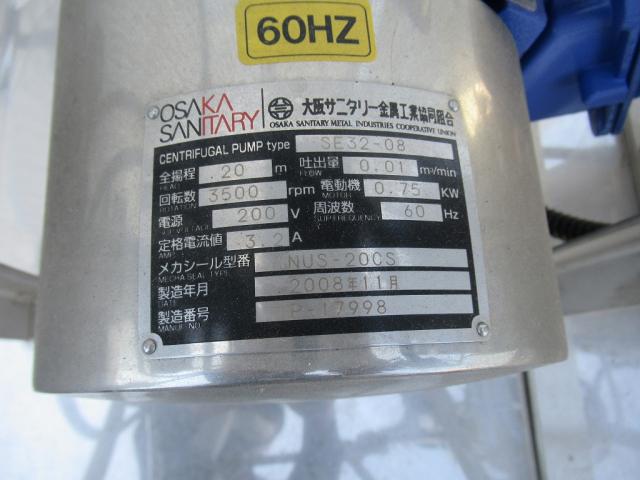 60HZ
OSAKA SANITARY
大阪サニタリー金属工業協同組合
OSAKA SANITARY METAL INDUSTRIES COOPERATIVE UNION
CENTRIFUGAL PUMP type SE32-08
全揚程 20 m 吐出量 0.01 m³/min
HEAD FLOW
回転数 3500 rpm 電動機 0.75 KW
ROTATION MOTOR
電源 200 V 周波数 60 Hz
SUP.VOLTAGE SUP.FREQUENCY
定格電流値 3.2 A
AMP.
メカシール型番 NUS-20CS
MECHA SEAL TYPE
製造年月 2008年11月
DATE
製造番号 P-17998
MANUF.NO.